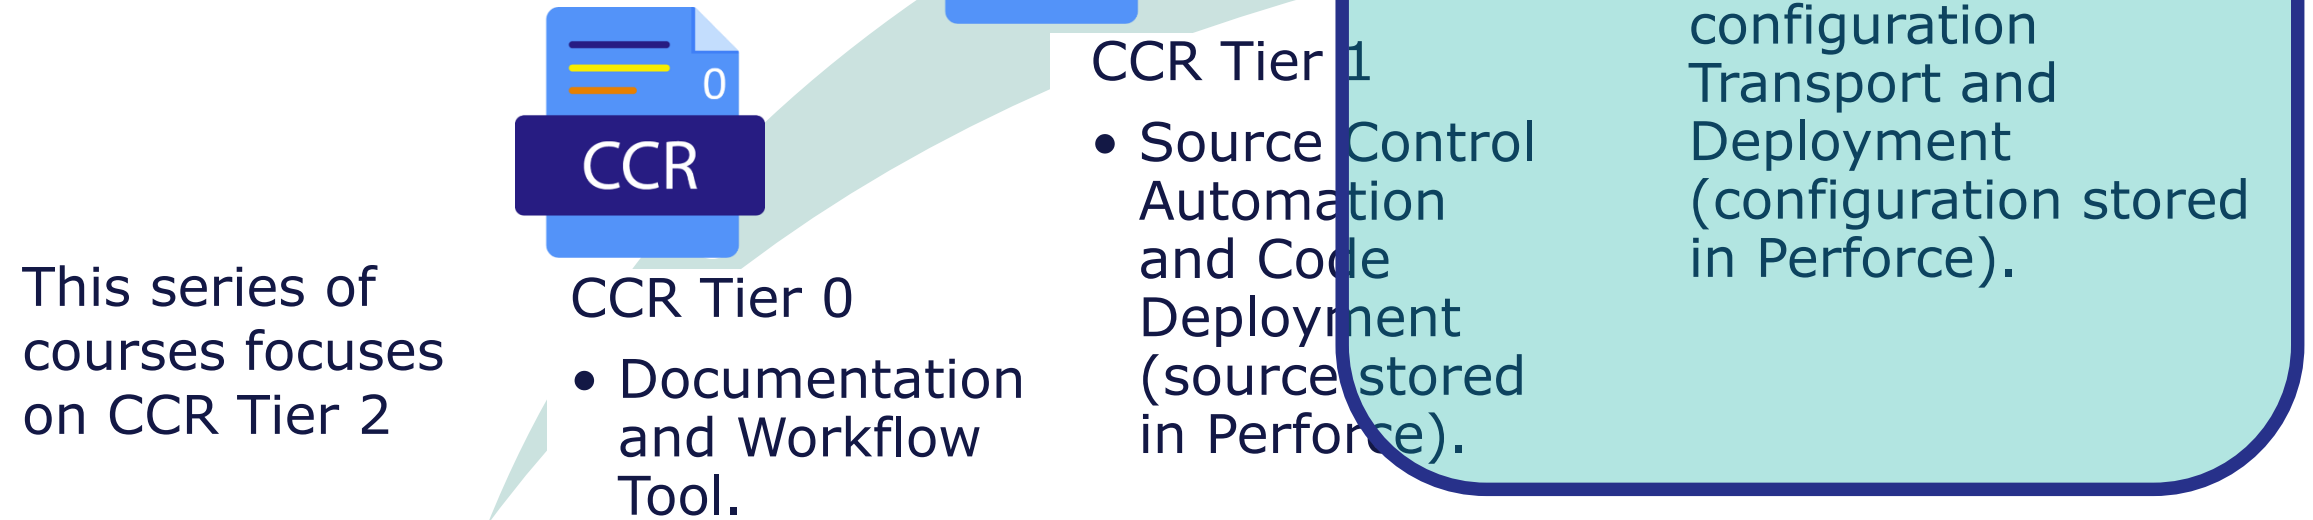 This series of
courses focuses
on CCR Tier 2
0
CCR
CCR Tier 0
• Documentation
and Workflow
Tool.
CCR Tier 1
• Source Control
Automation
and Code
Deployment
(source stored
in Perforce).
configuration
Transport and
Deployment
(configuration stored
in Perforce).